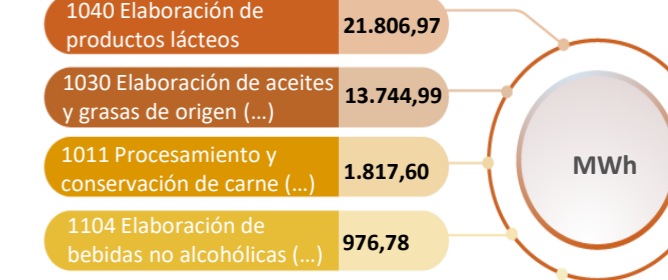 1040 Elaboración de
productos lácteos
21.806,97
1030 Elaboración de aceites
y grasas de origen (...)
13.744,99
1011 Procesamiento y
conservación de carne (...)
1.817,60
1104 Elaboración de
bebidas no alcohólicas (...)
976,78
MWh